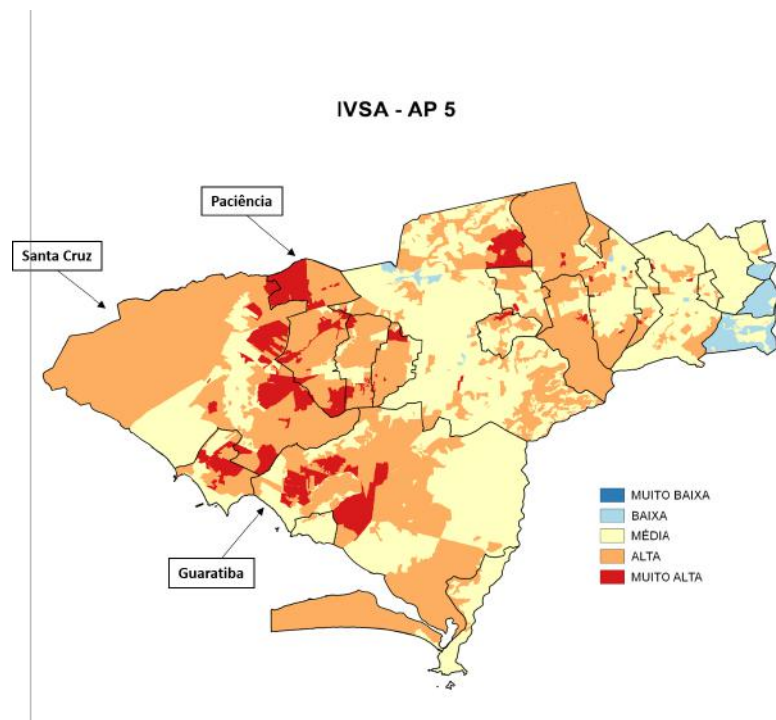 IVSA - AP 5
Paciência
Santa Cruz
Guaratiba
MUITO BAIXA
BAIXA
MÉDIA
ALTA
MUITO ALTA